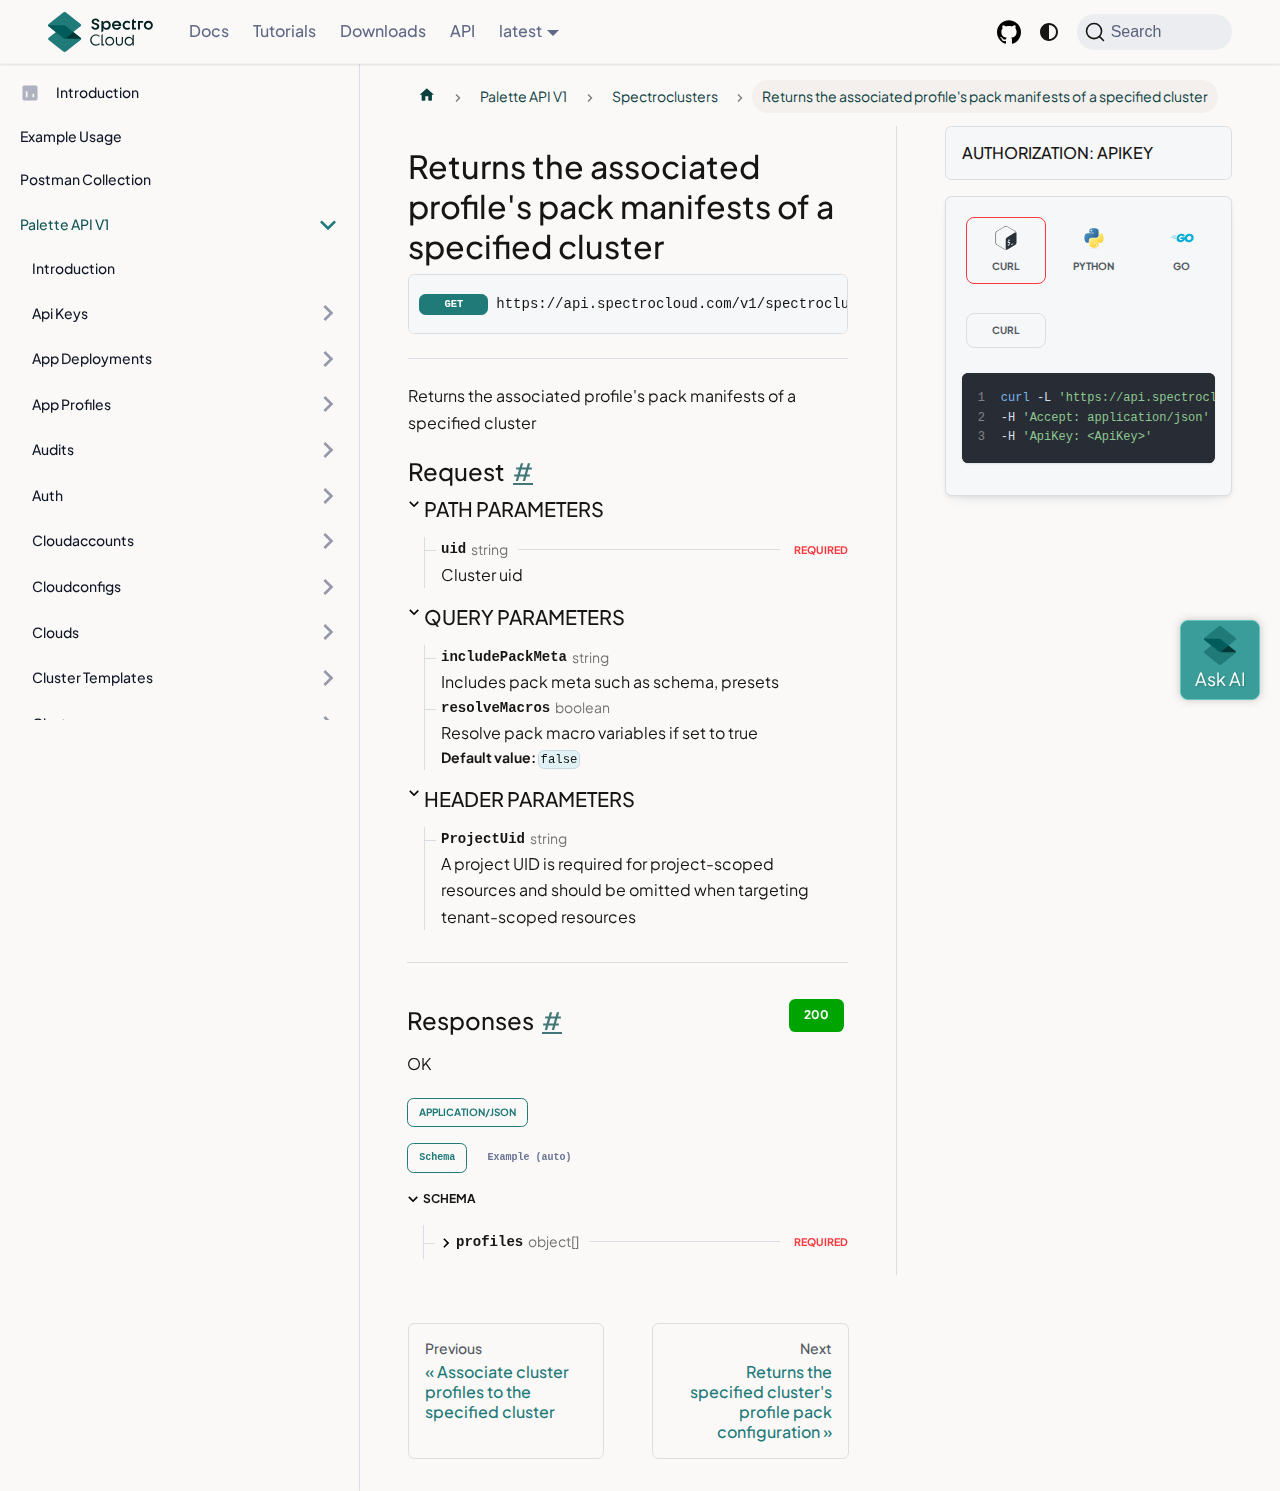 Spectro Cloud
Docs
Tutorials
Downloads
API
latest
Search
Introduction
Example Usage
Postman Collection
Palette API V1
Introduction
Api Keys
App Deployments
App Profiles
Audits
Auth
Cloudaccounts
Cloudconfigs
Clouds
Cluster Templates
Palette API V1
Spectroclusters
Returns the associated profile's pack manifests of a specified cluster
Returns the associated
profile's pack manifests of a
specified cluster
GET https://api.spectrocloud.com/v1/spectroclu
Returns the associated profile's pack manifests of a
specified cluster
Request #
PATH PARAMETERS
uid string REQUIRED
Cluster uid
QUERY PARAMETERS
includePackMeta string
Includes pack meta such as schema, presets
resolveMacros boolean
Resolve pack macro variables if set to true
Default value: false
HEADER PARAMETERS
ProjectUid string
A project UID is required for project-scoped
resources and should be omitted when targeting
tenant-scoped resources
Responses #
200
OK
APPLICATION/JSON
Schema
Example (auto)
SCHEMA
profiles object[] REQUIRED
Previous
« Associate cluster
profiles to the
specified cluster
Next
Returns the
specified cluster's
profile pack
configuration »
AUTHORIZATION: APIKEY
CURL
PYTHON
GO
CURL
1 curl -L 'https://api.spectrocl
2 -H 'Accept: application/json'
3 -H 'ApiKey: <ApiKey>'
Ask AI